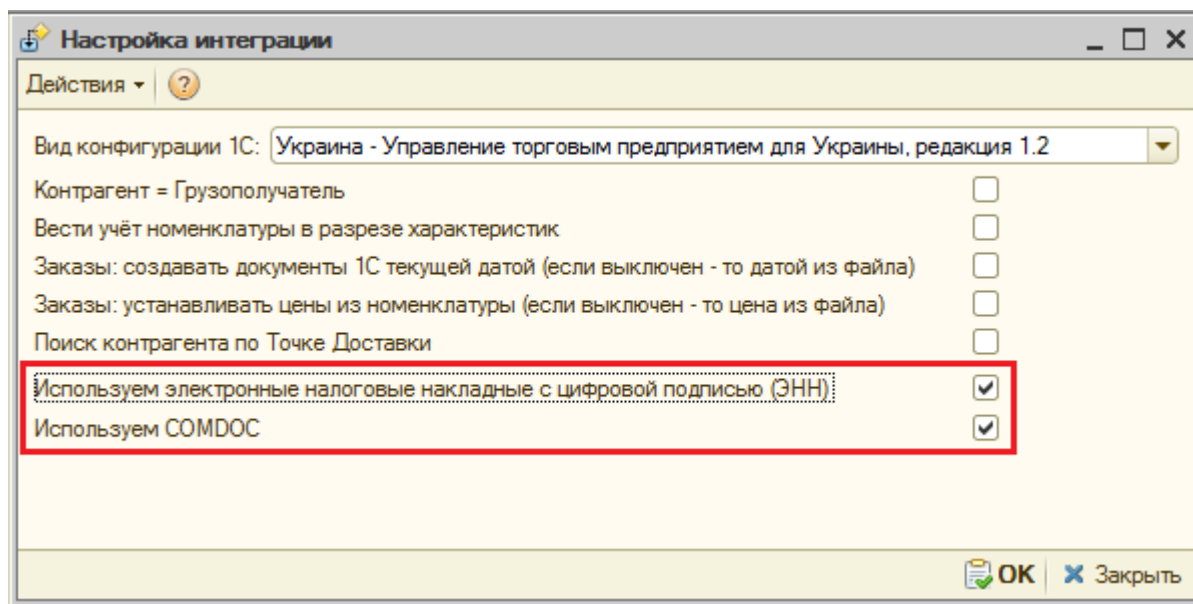 Настройка интеграции
Действия
?
Вид конфигурации 1С: Украина - Управление торговым предприятием для Украины, редакция 1.2
Контрагент = Грузополучатель
Вести учёт номенклатуры в разрезе характеристик
Заказы: создавать документы 1С текущей датой (если выключен - то датой из файла)
Заказы: устанавливать цены из номенклатуры (если выключен - то цена из файла)
Поиск контрагента по Точке Доставки
Используем электронные налоговые накладные с цифровой подписью (ЭНН)
Используем COMDOC
OK Закрыть